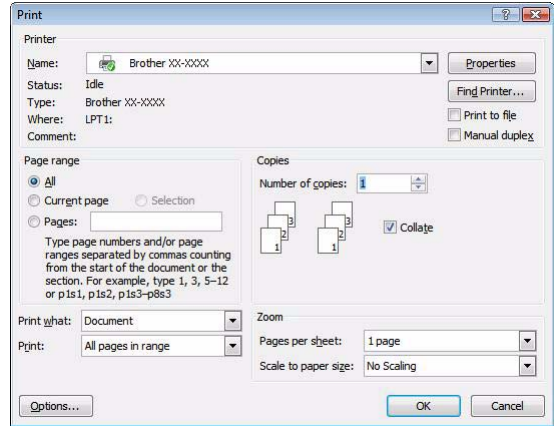 Print
Printer
Name: Brother XX-XXXX
Properties
Status: Idle
Find Printer...
Type: Brother XX-XXXX
Where: LPT1:
Print to file
Comment:
Manual duplex
Page range
All
Current page Selection
Pages:
Type page numbers and/or page
ranges separated by commas counting
from the start of the document or the
section. For example, type 1, 3, 5–12
or p1s1, p1s2, p1s3–p8s3
Copies
Number of copies: 1
1 2 3 1 2 3
Collate
Print what: Document
Print: All pages in range
Zoom
Pages per sheet: 1 page
Scale to paper size: No Scaling
Options...
OK
Cancel